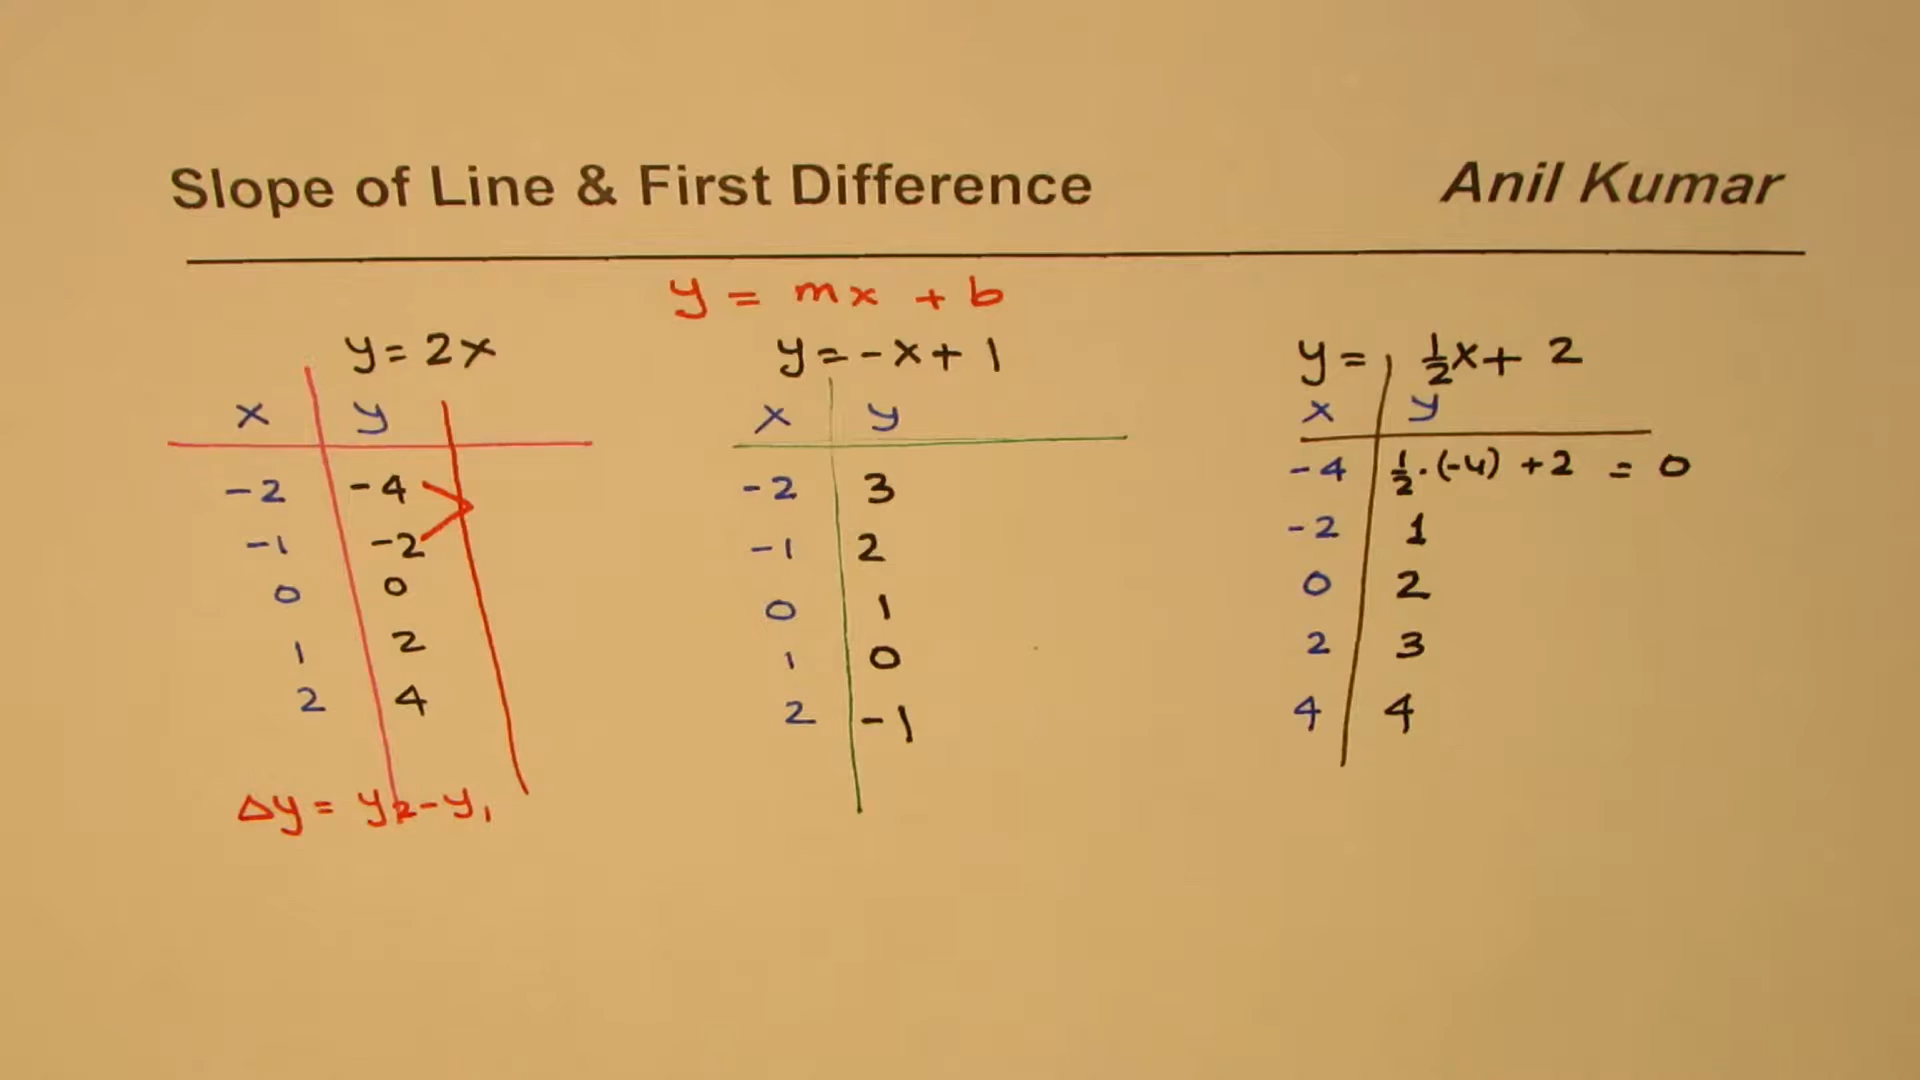 Slope of Line & First Difference
Anil Kumar
y = mx + b
y = 2x
x y
-2 -4
-1 -2
0 0
1 2
2 4
Δy = y₂-y₁
y = -x + 1
x y
-2 3
-1 2
0 1
1 0
2 -1
y = ½x + 2
x y
-4 ½·(-4) +2 = 0
-2 1
0 2
2 3
4 4